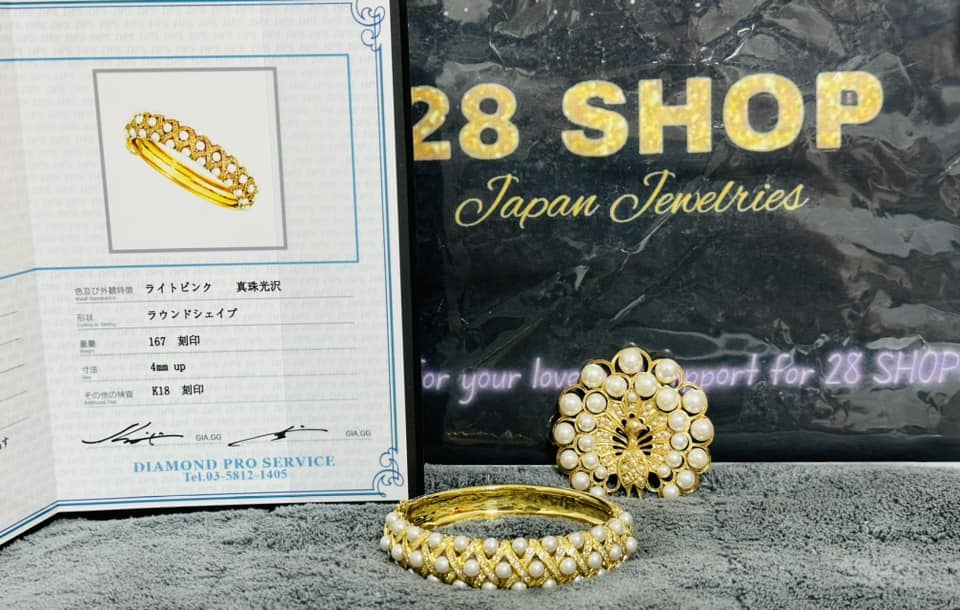 色及び外観特徴 ライトピンク 真珠光沢
形状 ラウンドシェイプ
重量 167 刻印
寸法 4mm up
その他の検査 K18 刻印
GIA.GG GIA.GG
DIAMOND PRO SERVICE
Tel.03-5812-1405
28 SHOP
Japan Jewelries
for your love support for 28 SHOP